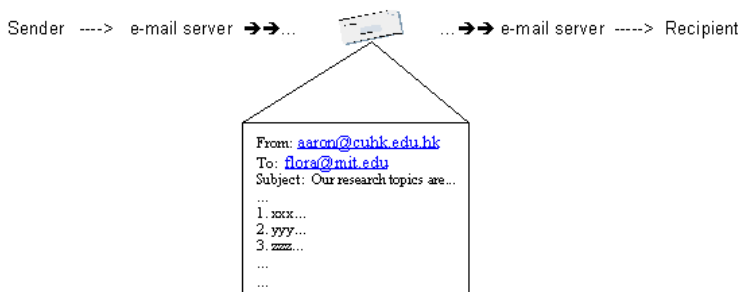 Sender ----> e-mail server →→... ...→→ e-mail server -----> Recipient
From: aaron@cuhk.edu.hk
To: flora@mit.edu
Subject: Our research topics are...
...
1. xxx...
2. yyy...
3. zzz...
...
...